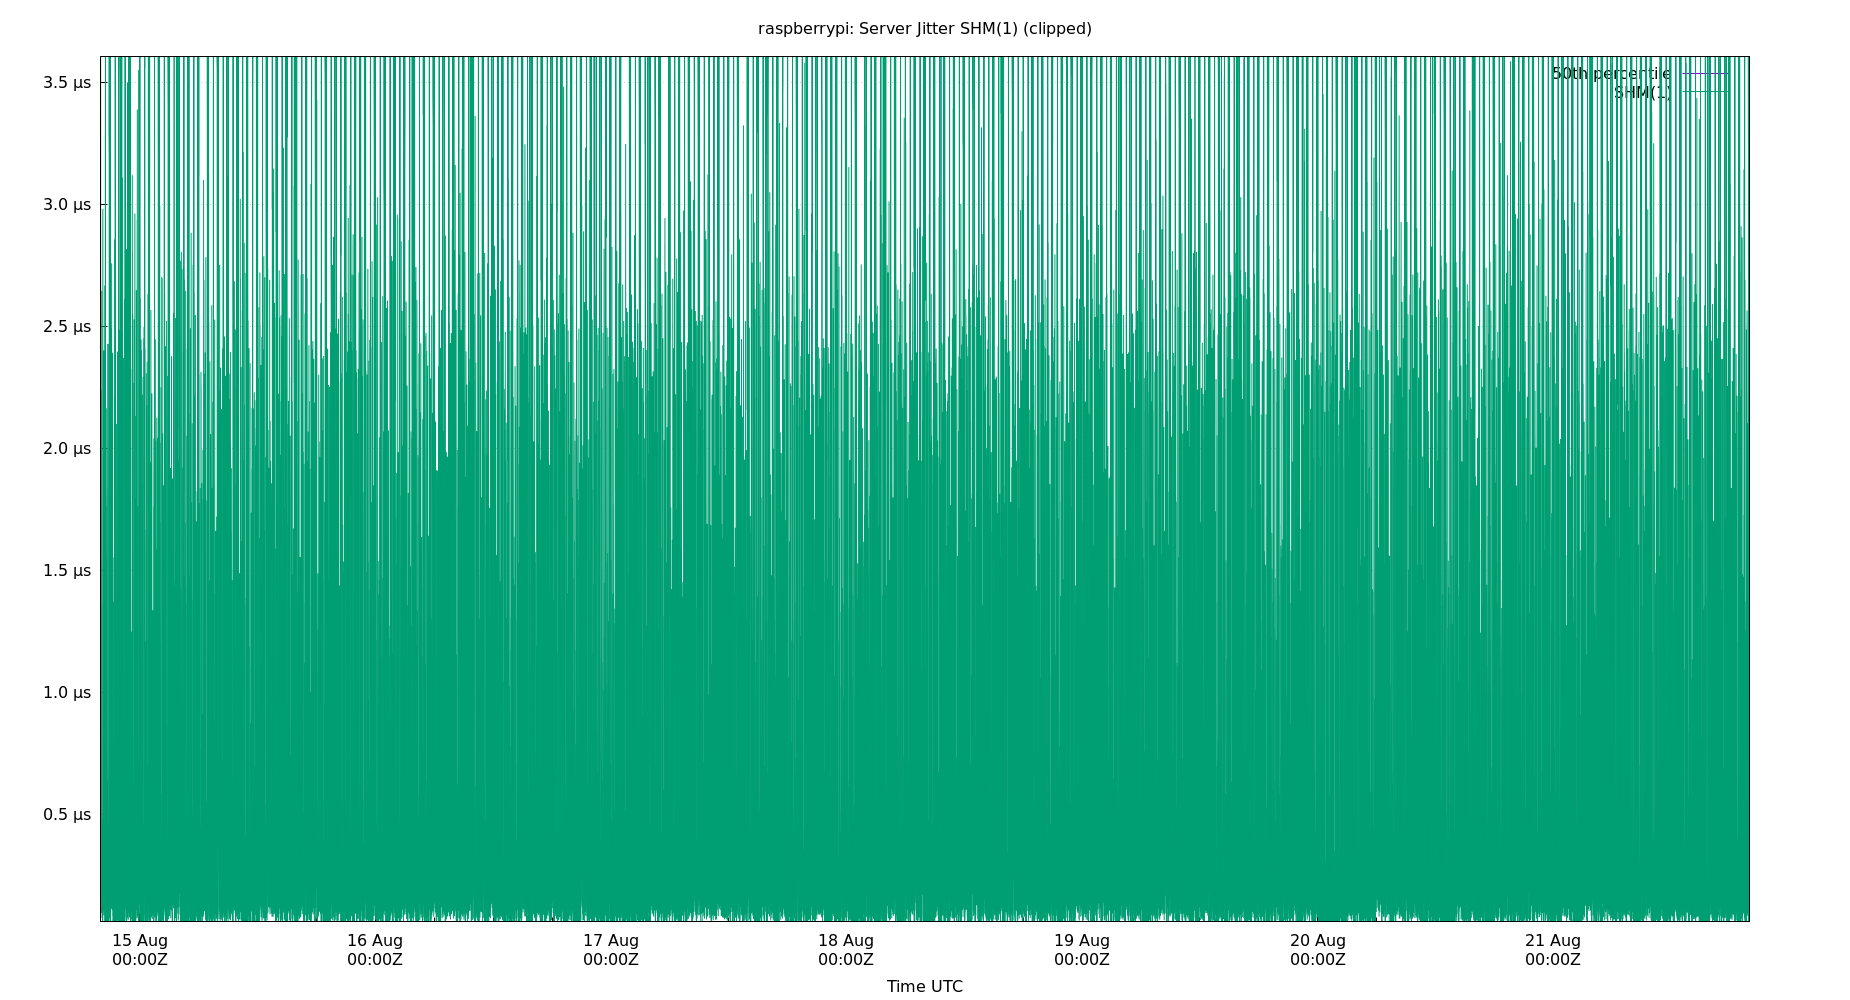 raspberrypi: Server Jitter SHM(1) (clipped)
50th percentile
SHM(1)
3.5 µs
3.0 µs
2.5 µs
2.0 µs
1.5 µs
1.0 µs
0.5 µs
15 Aug 16 Aug 17 Aug 18 Aug 19 Aug 20 Aug 21 Aug
00:00Z 00:00Z 00:00Z 00:00Z 00:00Z 00:00Z 00:00Z
Time UTC